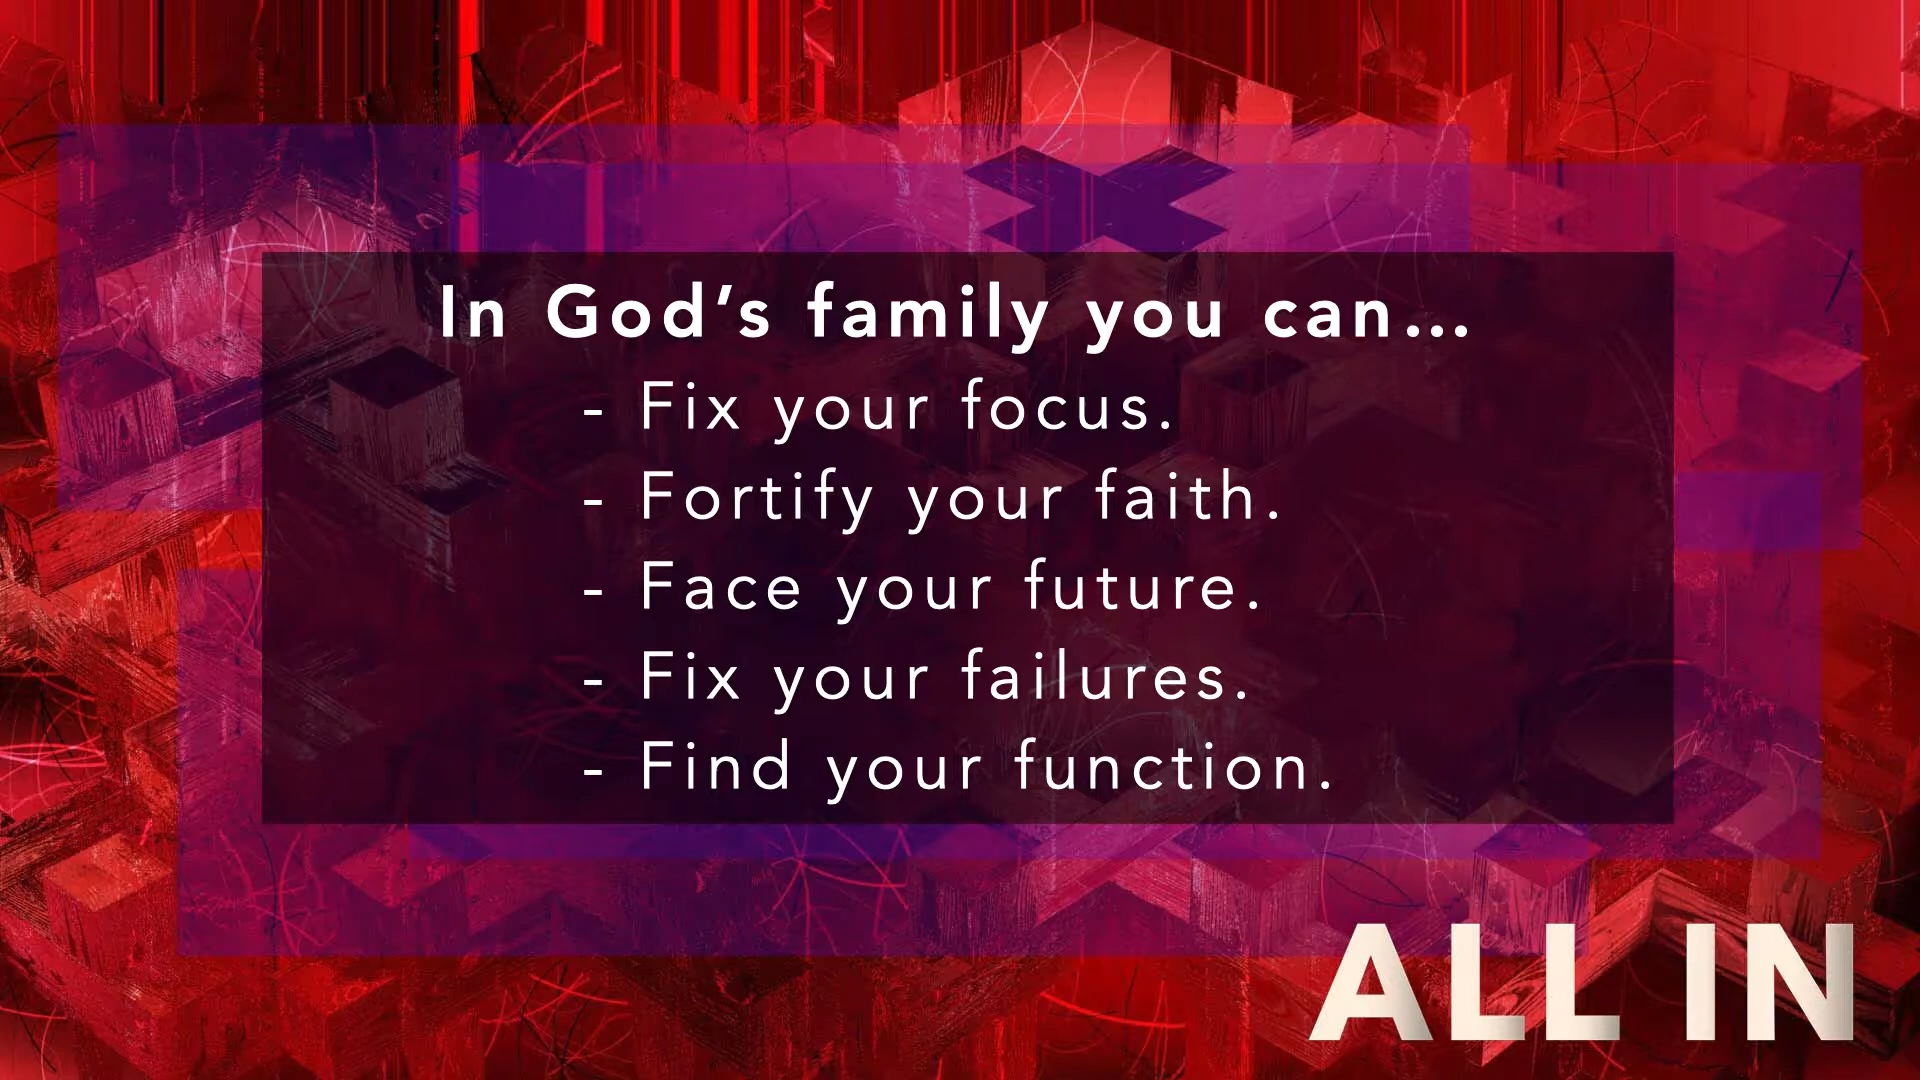 In God’s family you can…
- Fix your focus.
- Fortify your faith.
- Face your future.
- Fix your failures.
- Find your function.
ALL IN